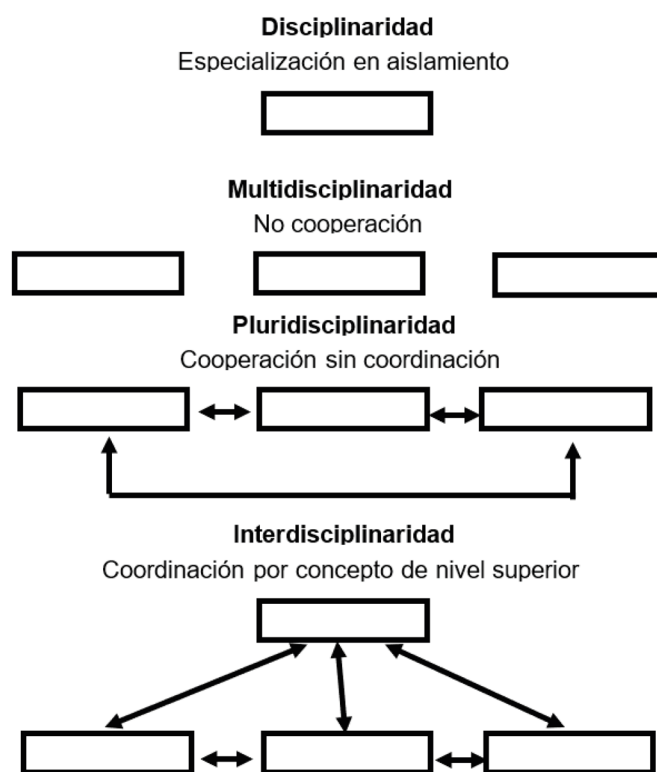 Disciplinaridad
Especialización en aislamiento
Multidisciplinaridad
No cooperación
Pluridisciplinaridad
Cooperación sin coordinación
Interdisciplinaridad
Coordinación por concepto de nivel superior